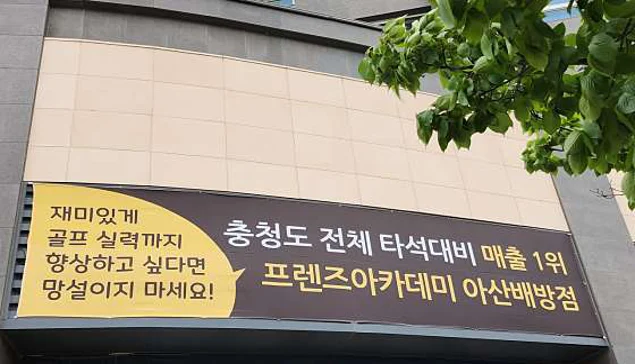 재미있게
골프 실력까지
향상하고 싶다면
망설이지 마세요!
충청도 전체 타석대비 매출 1위
프렌즈아카데미 아산배방점